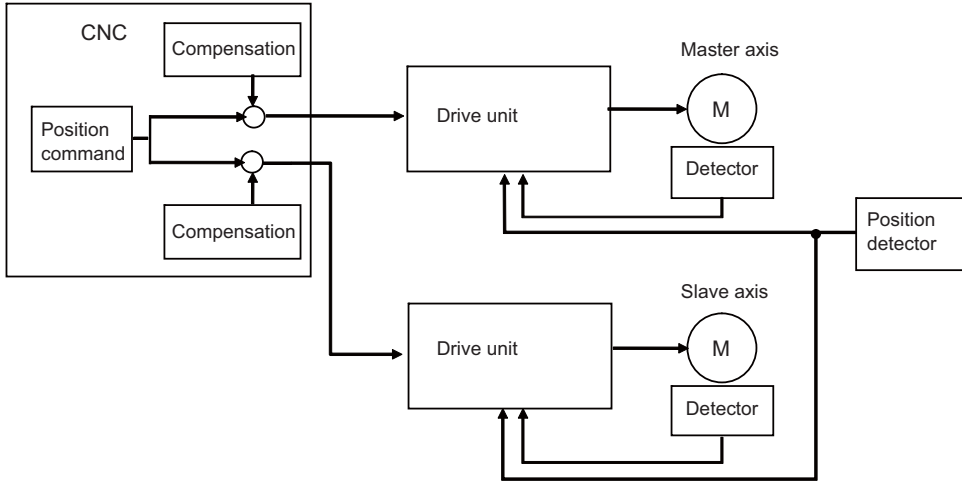 CNC
Compensation
Position
command
Compensation
Drive unit
Master axis
M
Detector
Position
detector
Drive unit
Slave axis
M
Detector